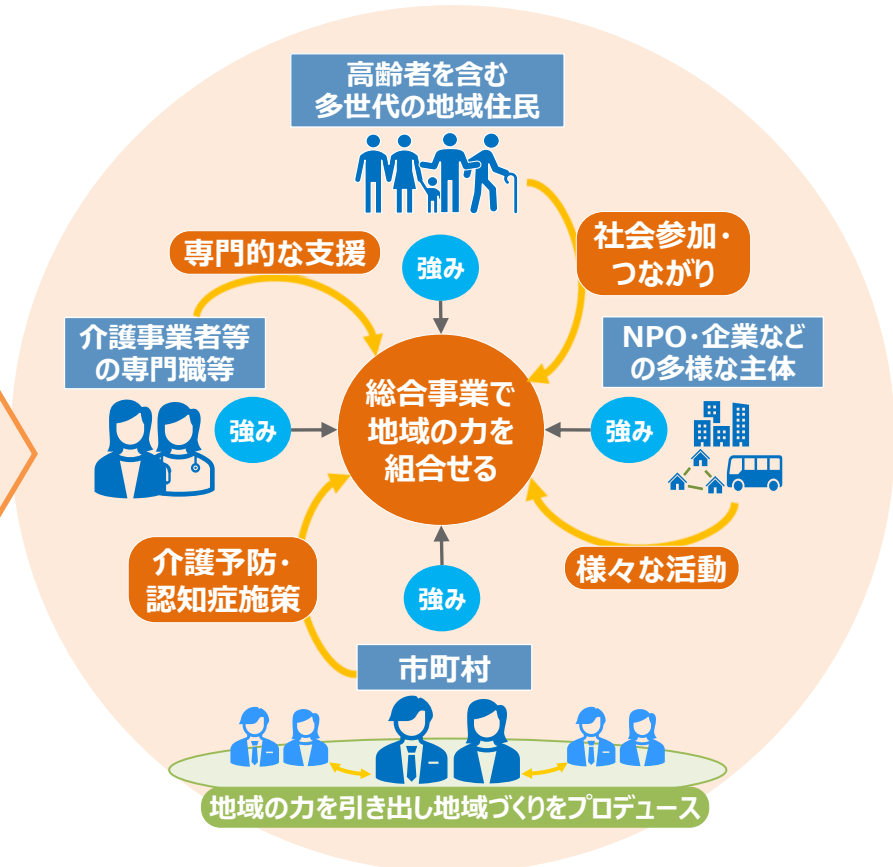 高齢者を含む
多世代の地域住民
専門的な支援
強み
社会参加・
つながり
介護事業者等
の専門職等
NPO・企業など
の多様な主体
強み
総合事業で
地域の力を
組合せる
強み
介護予防・
認知症施策
強み
様々な活動
市町村
地域の力を引き出し地域づくりをプロデュース